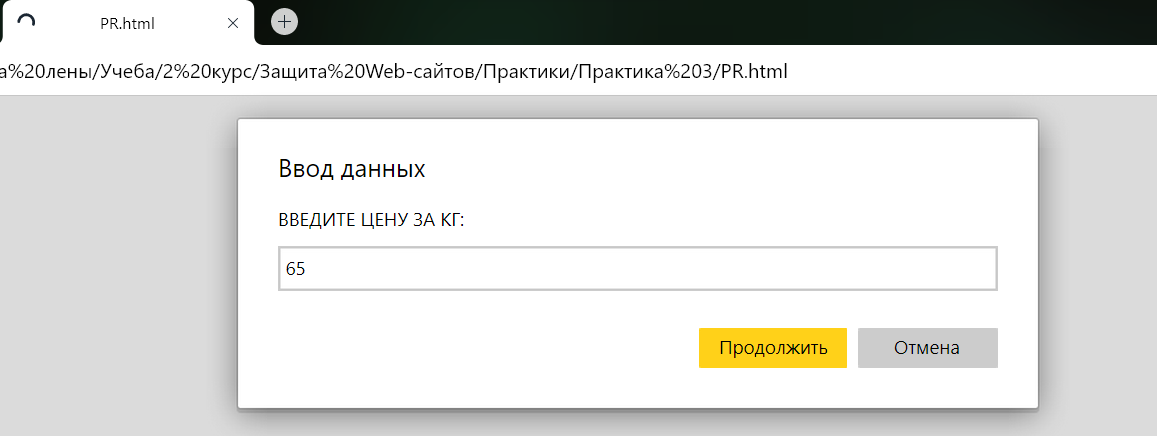 PR.html
а%20лены/Учеба/2%20курс/Защита%20Web-сайтов/Практики/Практика%203/PR.html
Ввод данных
ВВЕДИТЕ ЦЕНУ ЗА КГ:
65
Продолжить Отмена